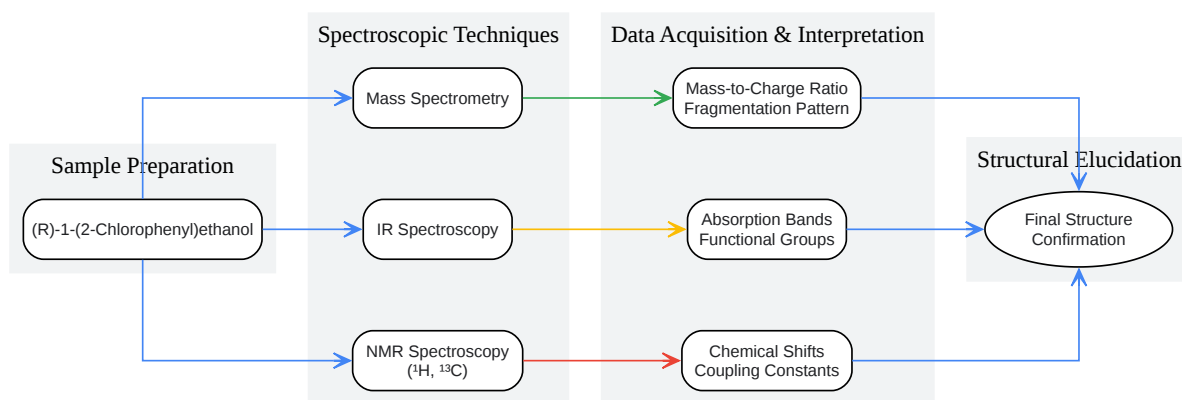 Spectroscopic Techniques
Data Acquisition & Interpretation
Mass Spectrometry
Mass-to-Charge Ratio
Fragmentation Pattern
Sample Preparation
Structural Elucidation
(R)-1-(2-Chlorophenyl)ethanol
IR Spectroscopy
Absorption Bands
Functional Groups
Final Structure
Confirmation
NMR Spectroscopy
(¹H, ¹³C)
Chemical Shifts
Coupling Constants